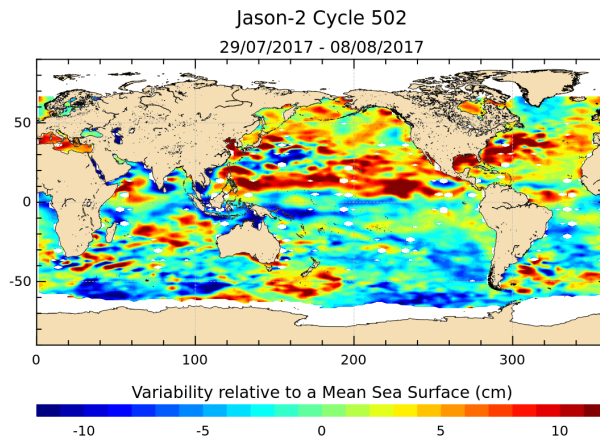 Jason-2 Cycle 502
29/07/2017 - 08/08/2017
50
0
-50
0 100 200 300
Variability relative to a Mean Sea Surface (cm)
-10 -5 0 5 10